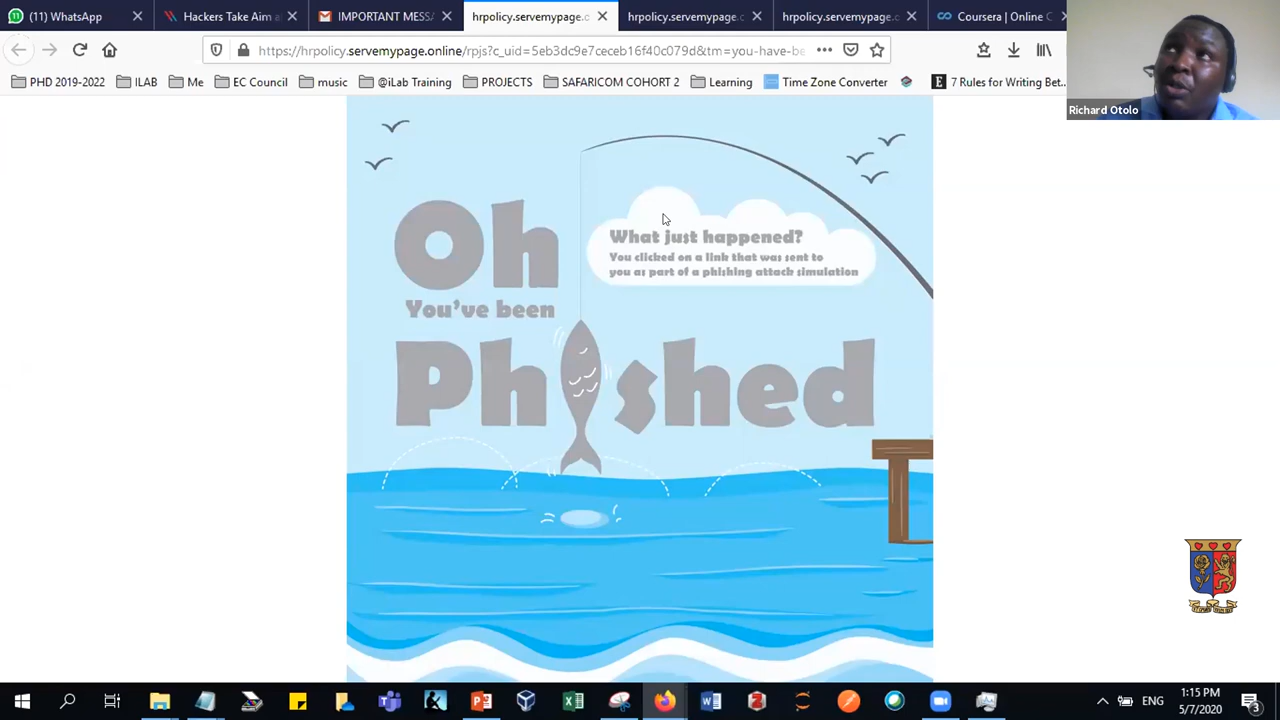 (11) WhatsApp
Hackers Take Aim a
IMPORTANT MESSA
hrpolicy.servemypage.c
hrpolicy.servemypage.c
hrpolicy.servemypage.c
Coursera | Online C
https://hrpolicy.servemypage.online/rpjs?c_uid=5eb3dc9e7ceceb16f40c079d&tm=you-have-be
PHD 2019-2022
ILAB
Me
EC Council
music
@iLab Training
PROJECTS
SAFARICOM COHORT 2
Learning
Time Zone Converter
7 Rules for Writing Bet...
Richard Otolo
Oh
What just happened?
You clicked on a link that was sent to
you as part of a phishing attack simulation
You've been
Phished
ENG
1:15 PM
5/7/2020
3